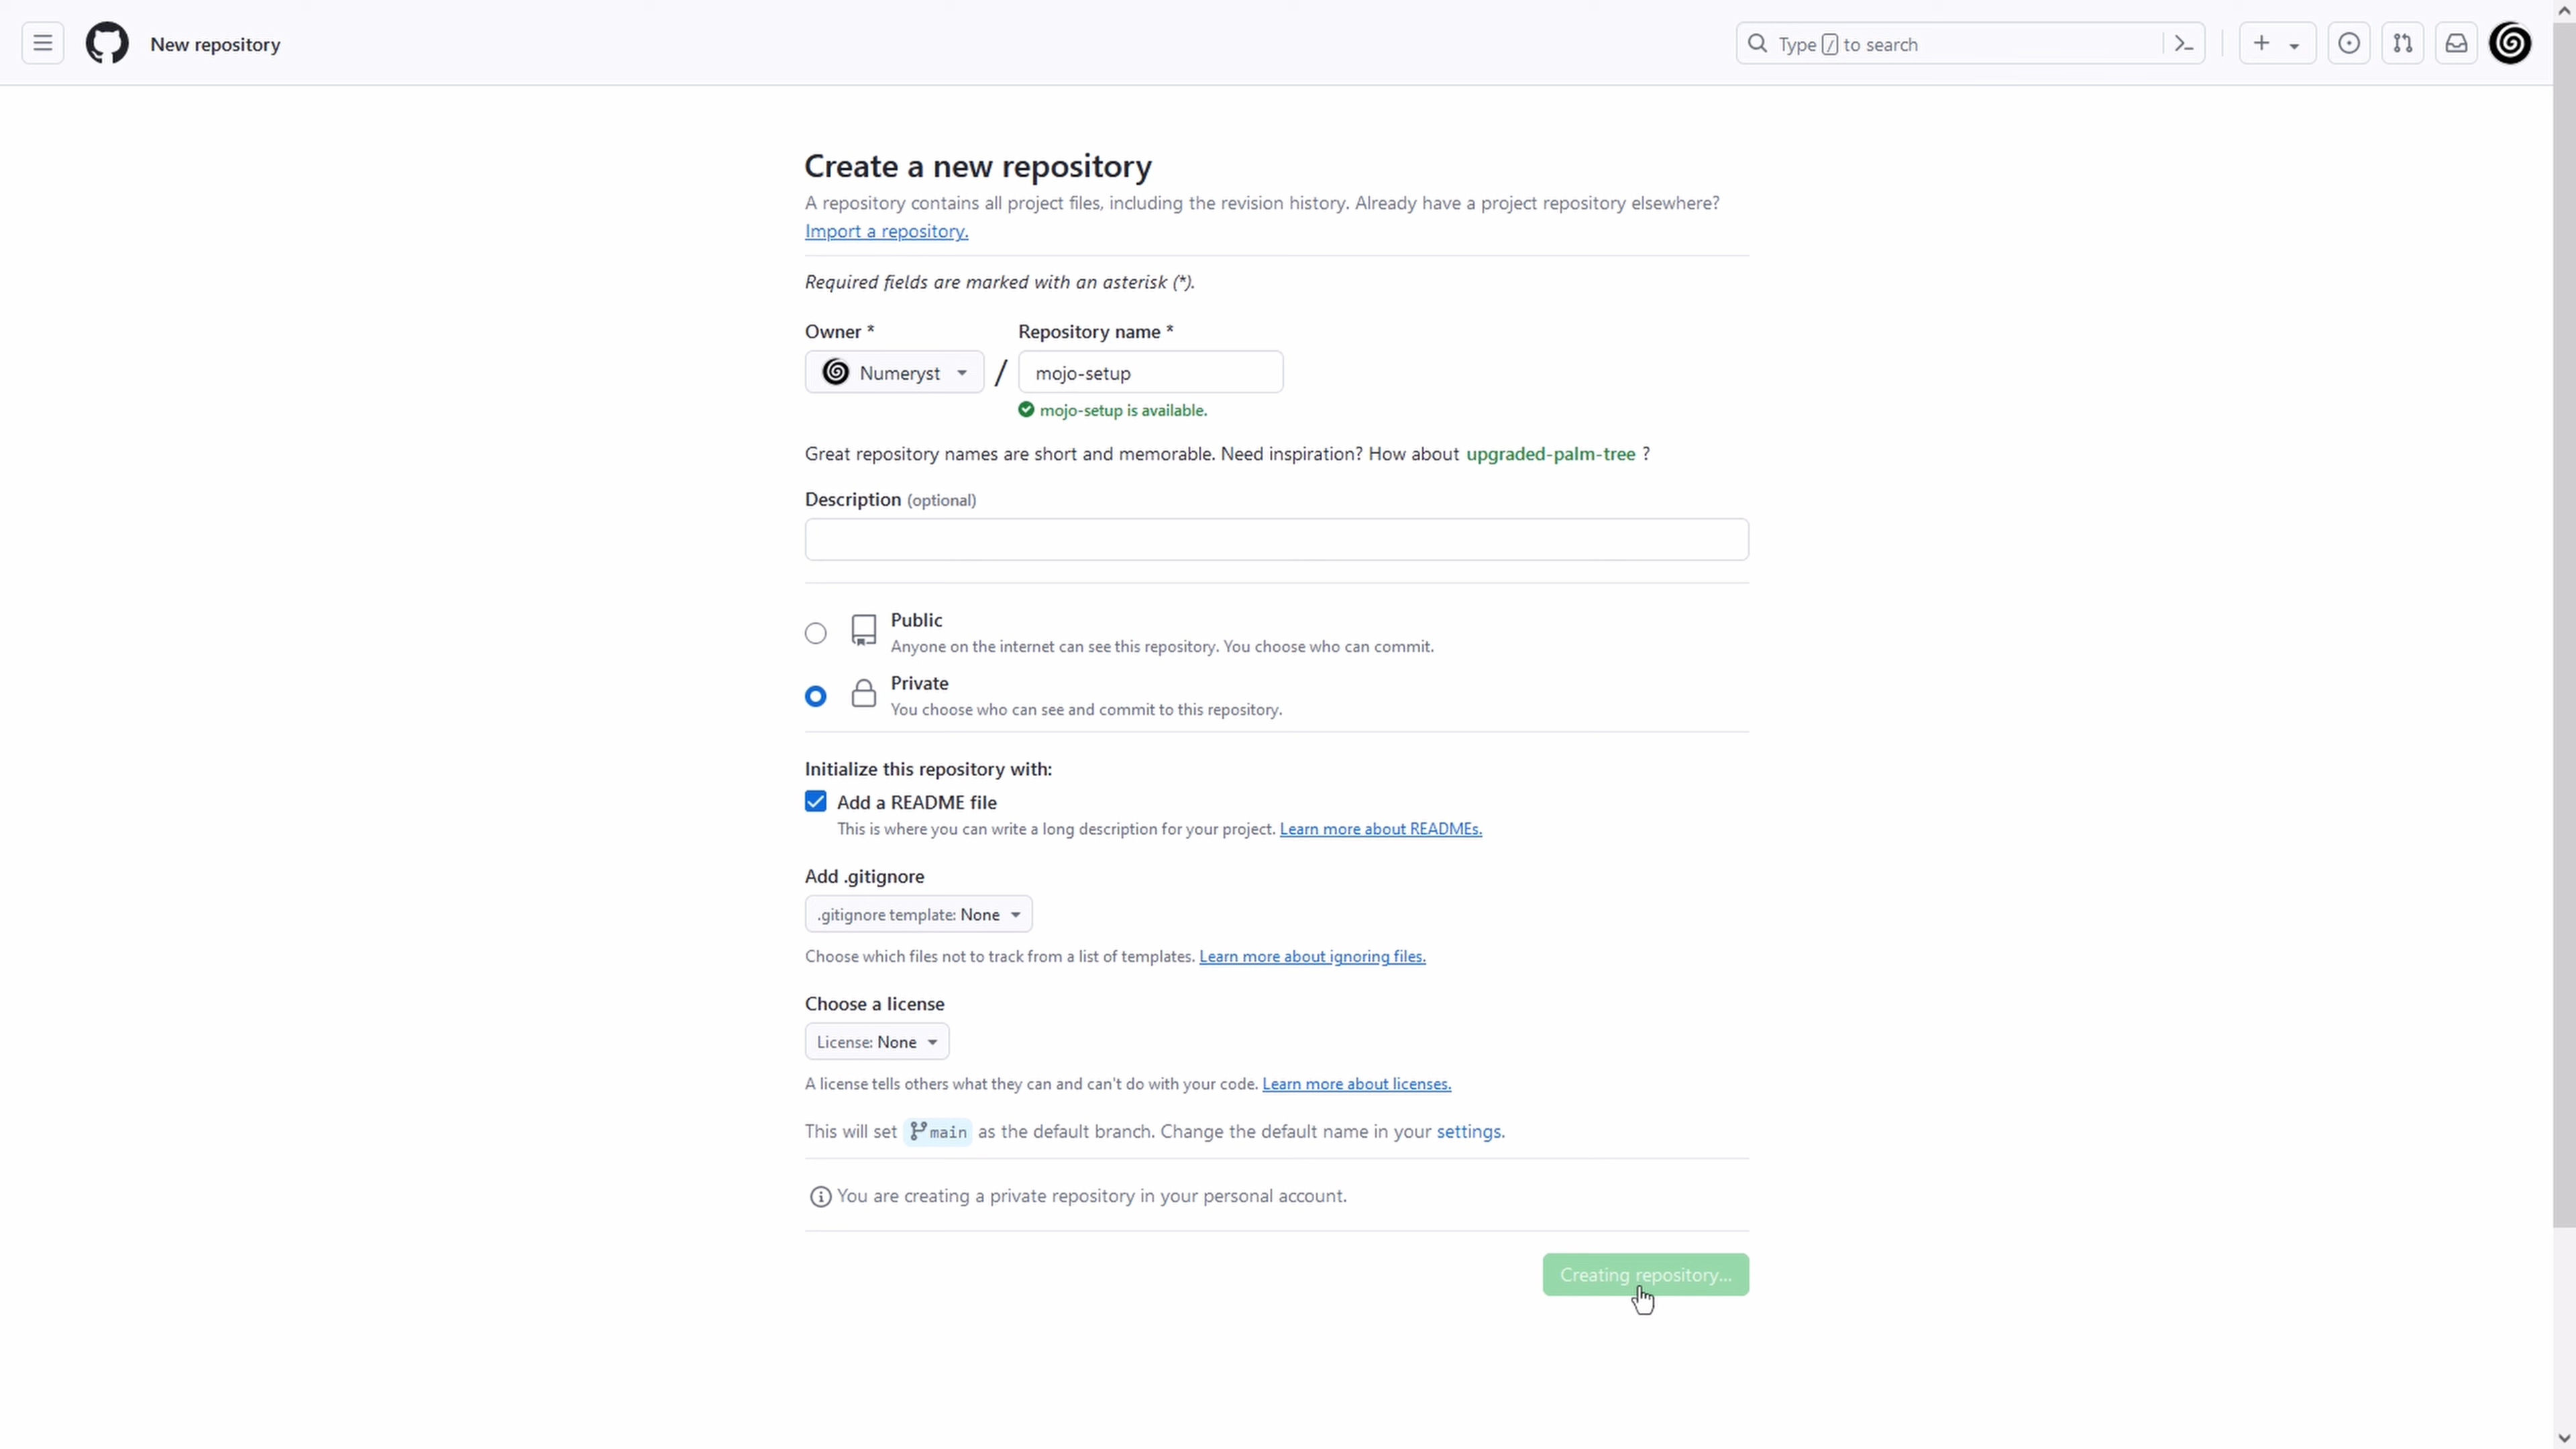 New repository
Type / to search
Create a new repository
A repository contains all project files, including the revision history. Already have a project repository elsewhere?
Import a repository.
Required fields are marked with an asterisk (*).
Owner *
Repository name *
Numeryst
/
mojo-setup
mojo-setup is available.
Great repository names are short and memorable. Need inspiration? How about upgraded-palm-tree ?
Description (optional)
Public
Anyone on the internet can see this repository. You choose who can commit.
Private
You choose who can see and commit to this repository.
Initialize this repository with:
Add a README file
This is where you can write a long description for your project. Learn more about READMEs.
Add .gitignore
.gitignore template: None
Choose which files not to track from a list of templates. Learn more about ignoring files.
Choose a license
License: None
A license tells others what they can and can't do with your code. Learn more about licenses.
This will set main as the default branch. Change the default name in your settings.
You are creating a private repository in your personal account.
Creating repository...